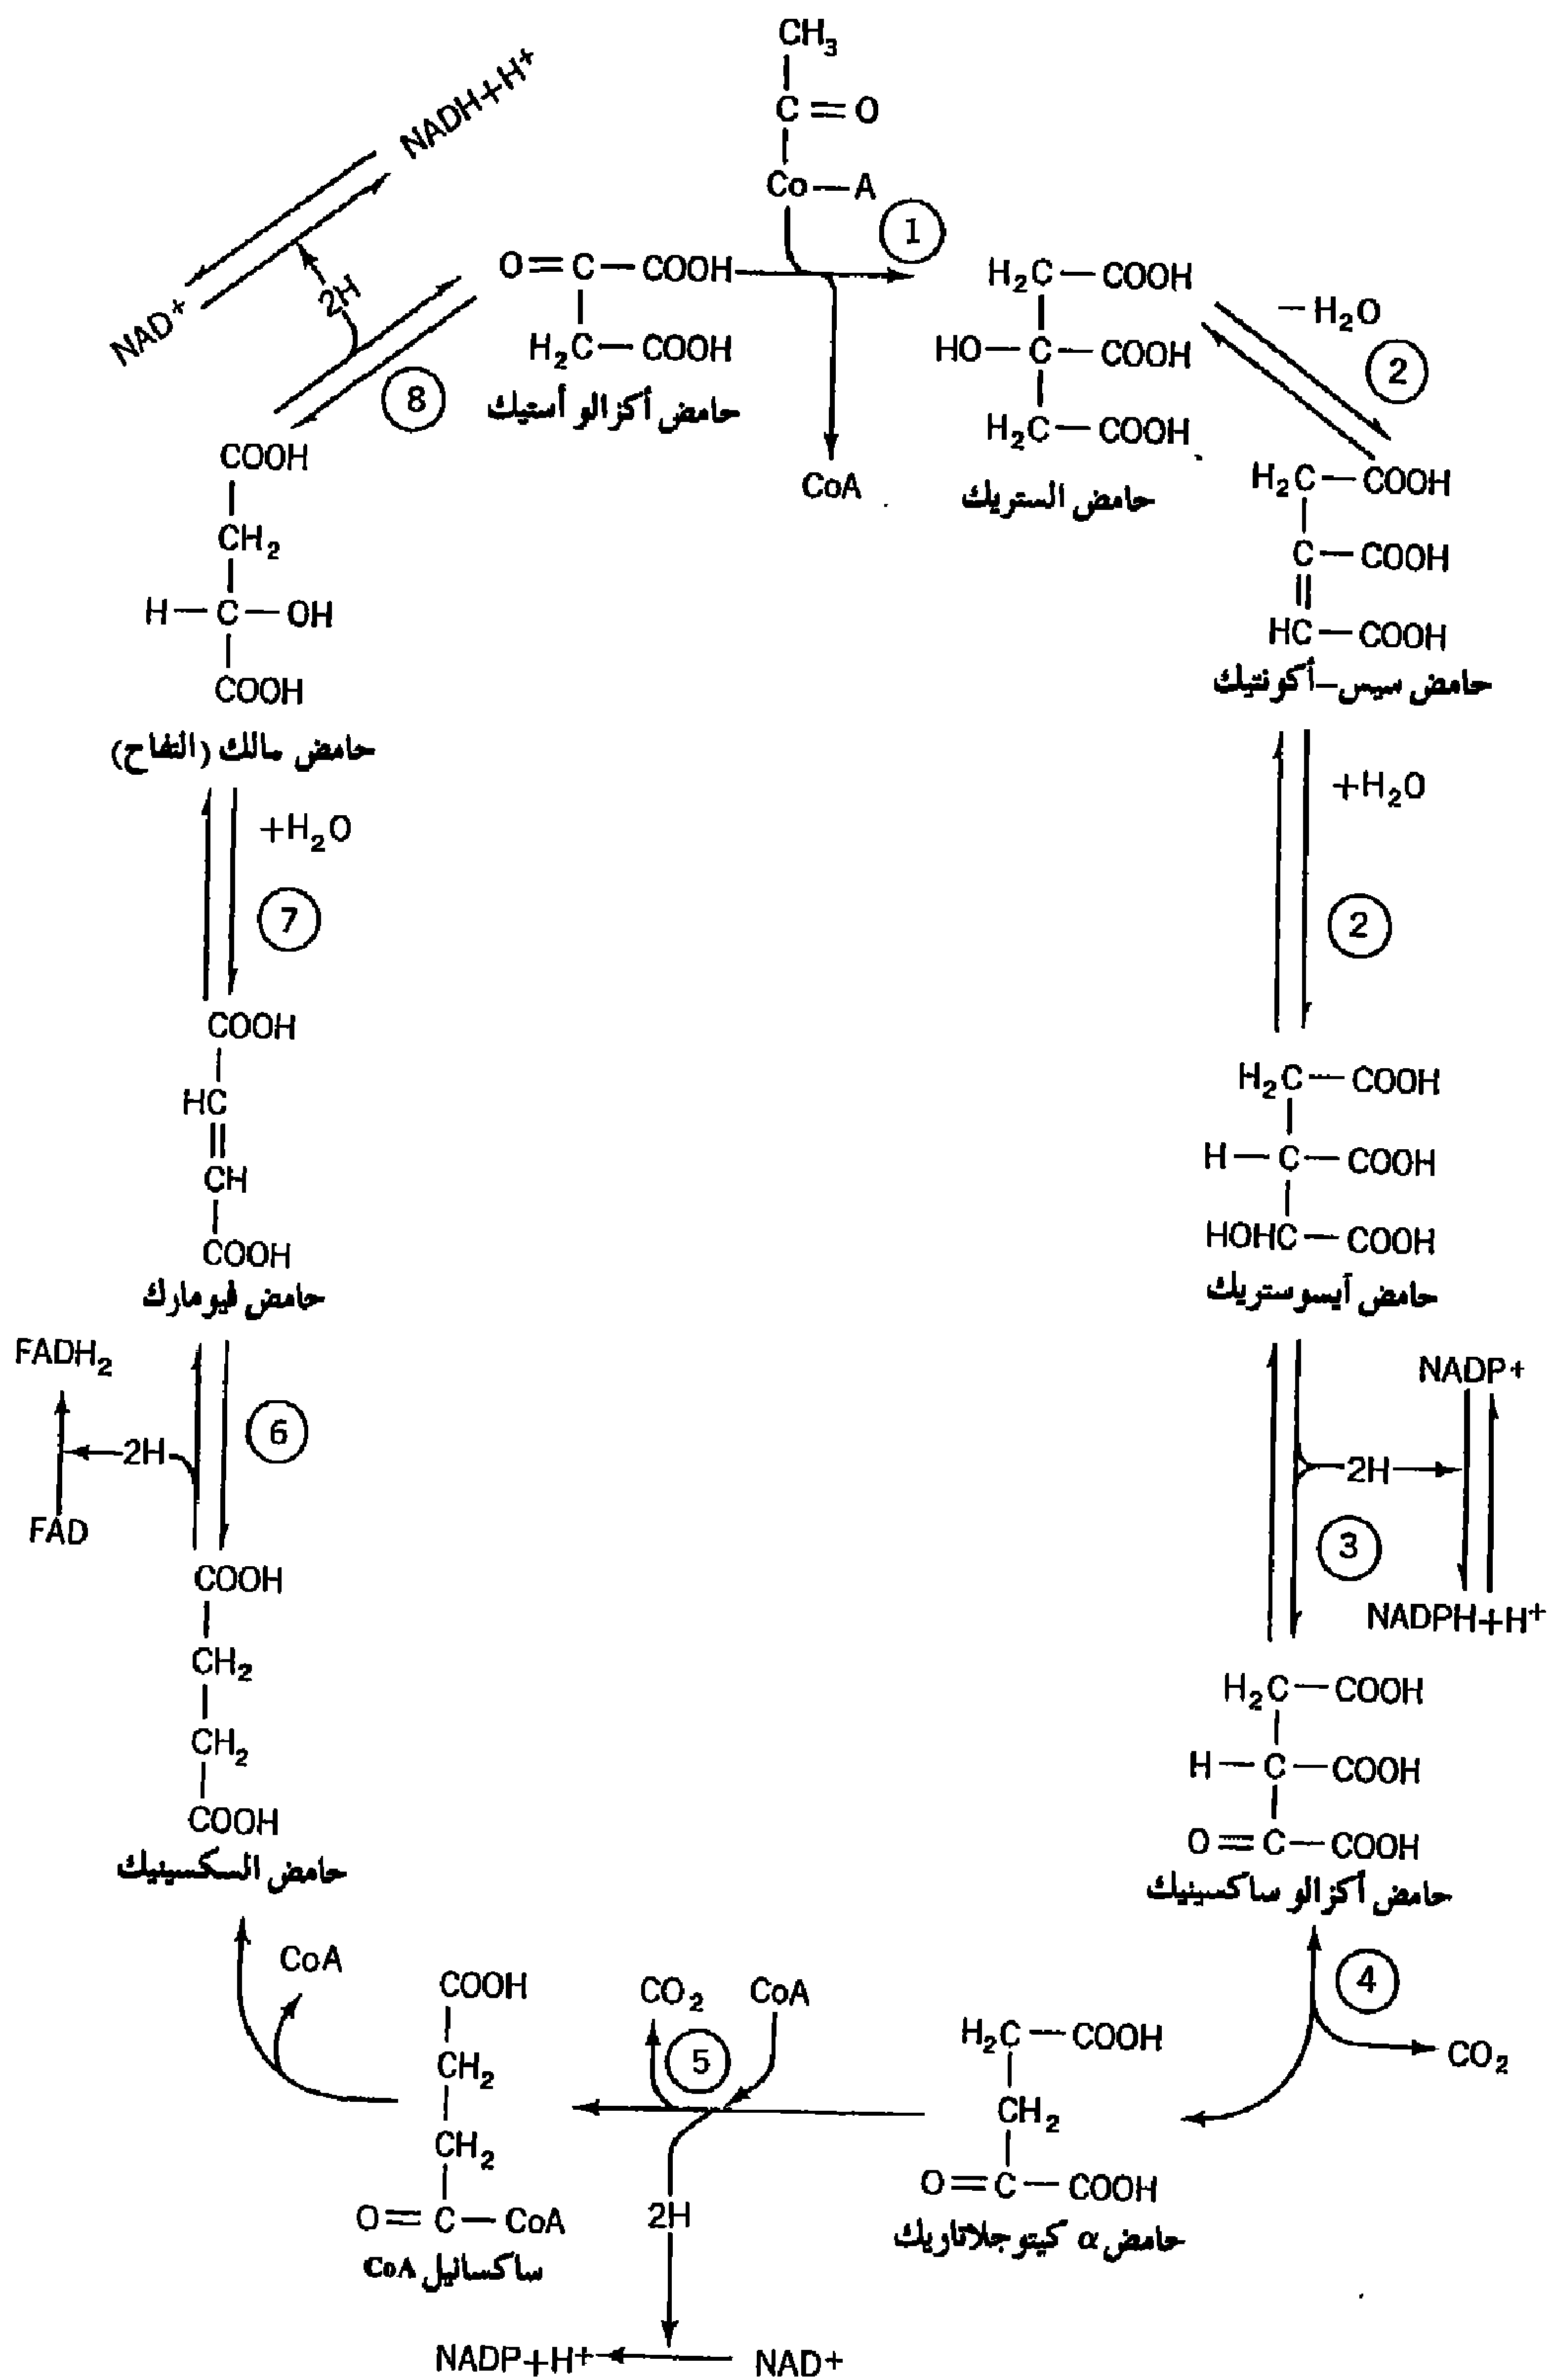 CH₃
C=O
Co—A
1
NADH+H⁺
NAD⁺
2H
8
O=C—COOH
H₂C—COOH
حامض أكزالو أستيك
CoA
H₂C—COOH
HO—C—COOH
H₂C—COOH
حامض الستريك
−H₂O
2
H₂C—COOH
C—COOH
HC—COOH
حامض سيس-أكونتيك
+H₂O
2
H₂C—COOH
H—C—COOH
HOHC—COOH
حامض آيسوستريك
NADP+
2H
3
NADPH+H⁺
H₂C—COOH
H—C—COOH
O=C—COOH
حامض أكزالو ساكسينيك
4
CO₂
H₂C—COOH
CH₂
O=C—COOH
حامض α كيتوجلاتاريك
CO₂
CoA
5
2H
NADP+H⁺
NAD+
COOH
CH₂
CH₂
O=C—CoA
ساكسانيل CoA
CoA
حامض السكسينيك
COOH
CH₂
CH₂
COOH
FADH₂
2H
6
FAD
حامض فيومارك
COOH
HC
CH
COOH
+H₂O
7
حامض مالك (التفاح)
COOH
CH₂
H—C—OH
COOH